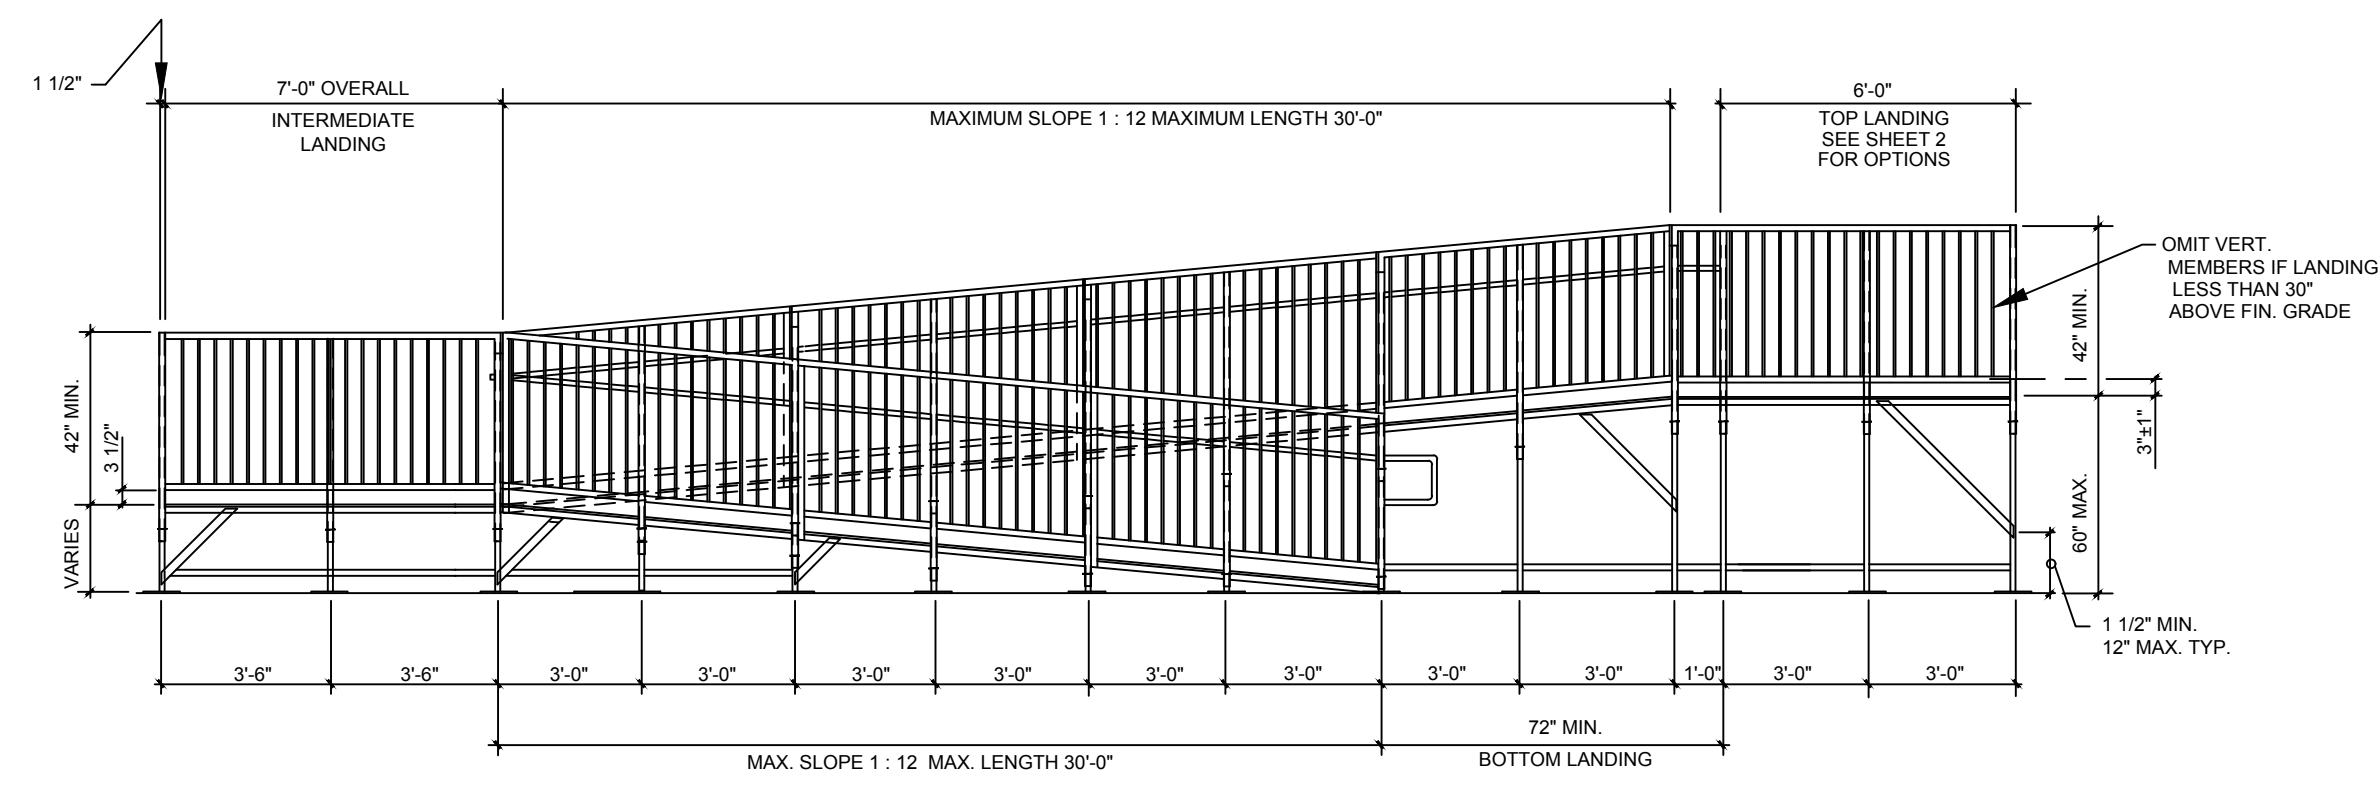 1 1/2"
7'-0" OVERALL
INTERMEDIATE
LANDING
MAXIMUM SLOPE 1 : 12 MAXIMUM LENGTH 30'-0"
6'-0"
TOP LANDING
SEE SHEET 2
FOR OPTIONS
OMIT VERT.
MEMBERS IF LANDING
LESS THAN 30"
ABOVE FIN. GRADE
42" MIN.
3 1/2"
VARIES
42" MIN.
3"±1"
60" MAX.
1 1/2" MIN.
12" MAX. TYP.
3'-6"
3'-6"
3'-0"
3'-0"
3'-0"
3'-0"
3'-0"
3'-0"
3'-0"
3'-0"
1'-0"
3'-0"
3'-0"
72" MIN.
BOTTOM LANDING
MAX. SLOPE 1 : 12 MAX. LENGTH 30'-0"